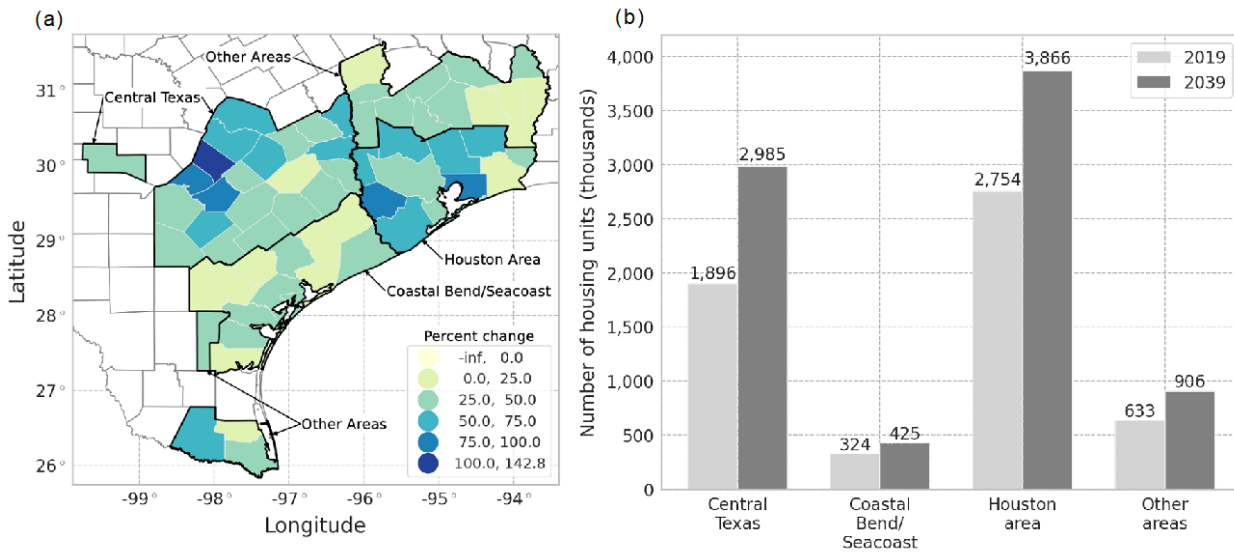 (a)
Other Areas
Central Texas
Houston Area
Coastal Bend/Seacoast
Other Areas
Percent change
-inf, 0.0
0.0, 25.0
25.0, 50.0
50.0, 75.0
75.0, 100.0
100.0, 142.8
31°
30°
29°
28°
27°
26°
Latitude
-99 -98 -97 -96 -95 -94
Longitude
(b)
2019
2039
4,000
3,500
3,000
2,500
2,000
1,500
1,000
500
0
Number of housing units (thousands)
1,896
2,985
324
425
2,754
3,866
633
906
Central
Texas
Coastal
Bend/
Seacoast
Houston
area
Other
areas